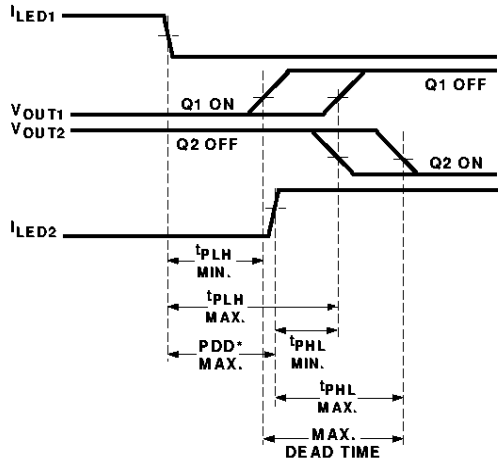 ILED1
Q1 OFF
Q1 ON
VOUT1
VOUT2
Q2 OFF
Q2 ON
ILED2
tPLH
MIN.
tPLH
MAX.
PDD*
MAX.
tPHL
MIN.
tPHL
MAX.
MAX.
DEAD TIME